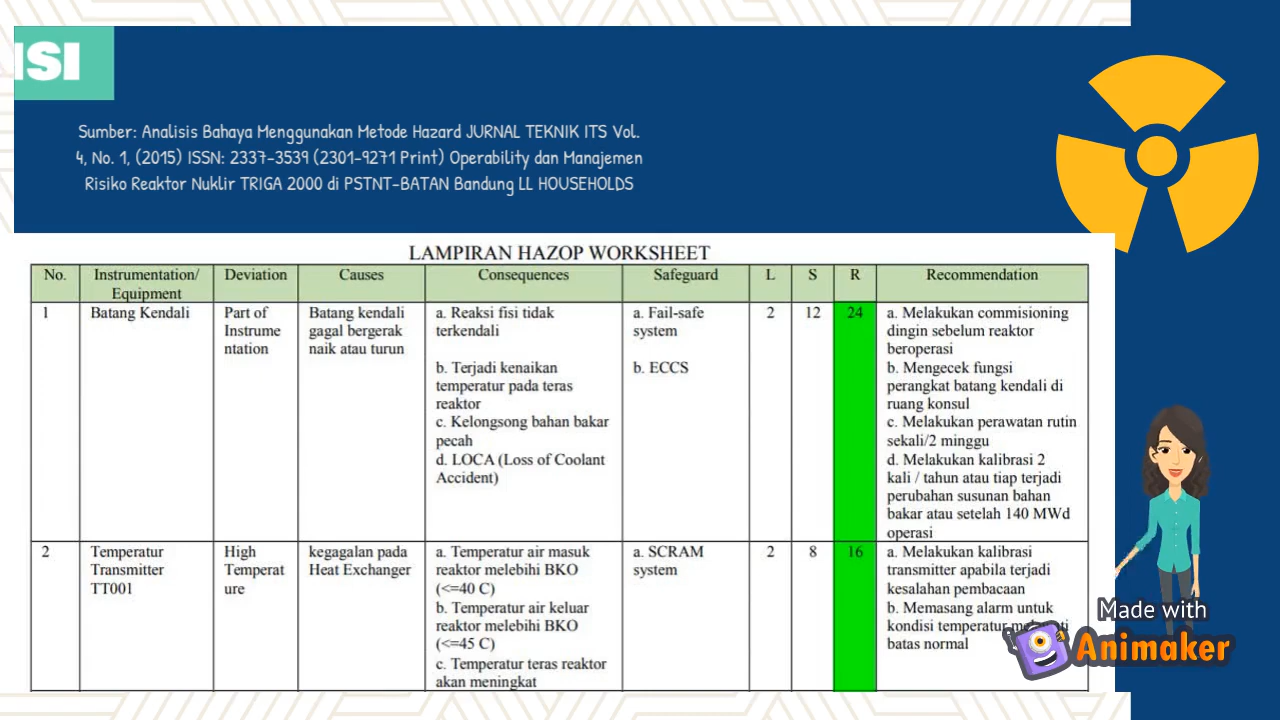 ISI
Sumber: Analisis Bahaya Menggunakan Metode Hazard JURNAL TEKNIK ITS Vol.
4, No. 1, (2015) ISSN: 2337-3539 (2301-9271 Print) Operability dan Manajemen
Risiko Reaktor Nuklir TRIGA 2000 di PSTNT-BATAN Bandung LL HOUSEHOLDS
LAMPIRAN HAZOP WORKSHEET
No.
Instrumentation/
Equipment
Deviation
Causes
Consequences
Safeguard
L
S
R
Recommendation
1
Batang Kendali
Part of
Instrume
ntation
Batang kendali
gagal bergerak
naik atau turun
a. Reaksi fisi tidak
terkendali
b. Terjadi kenaikan
temperatur pada teras
reaktor
c. Kelongsong bahan bakar
pecah
d. LOCA (Loss of Coolant
Accident)
a. Fail-safe
system
b. ECCS
2
12
24
a. Melakukan commisioning
dingin sebelum reaktor
beroperasi
b. Mengecek fungsi
perangkat batang kendali di
ruang konsul
c. Melakukan perawatan rutin
sekali/2 minggu
d. Melakukan kalibrasi 2
kali / tahun atau tiap terjadi
perubahan susunan bahan
bakar atau setelah 140 MWd
operasi
2
Temperatur
Transmitter
TT001
High
Temperat
ure
kegagalan pada
Heat Exchanger
a. Temperatur air masuk
reaktor melebihi BKO
(<=40 C)
b. Temperatur air keluar
reaktor melebihi BKO
(<=45 C)
c. Temperatur teras reaktor
akan meningkat
a. SCRAM
system
2
8
16
a. Melakukan kalibrasi
transmitter apabila terjadi
kesalahan pembacaan
b. Memasang alarm untuk
kondisi temperatur
batas normal
Made with
Animaker